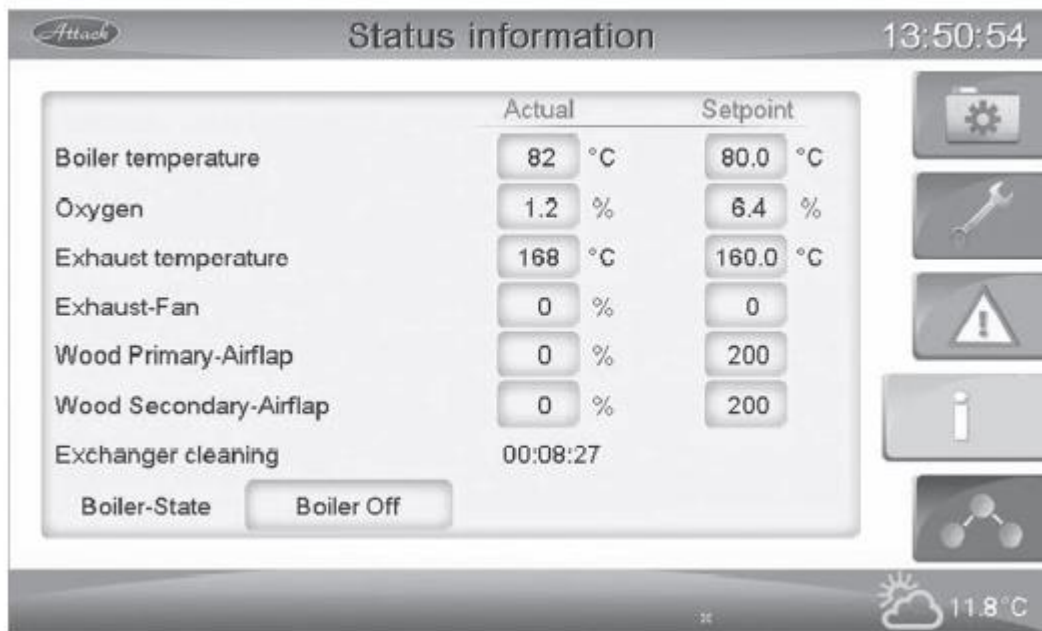 Attack Status information 13:50:54
Actual Setpoint
Boiler temperature 82 °C 80.0 °C
Oxygen 1.2 % 6.4 %
Exhaust temperature 168 °C 160.0 °C
Exhaust-Fan 0 % 0
Wood Primary-Airflap 0 % 200
Wood Secondary-Airflap 0 % 200
Exchanger cleaning 00:08:27
Boiler-State Boiler Off
11.8°C